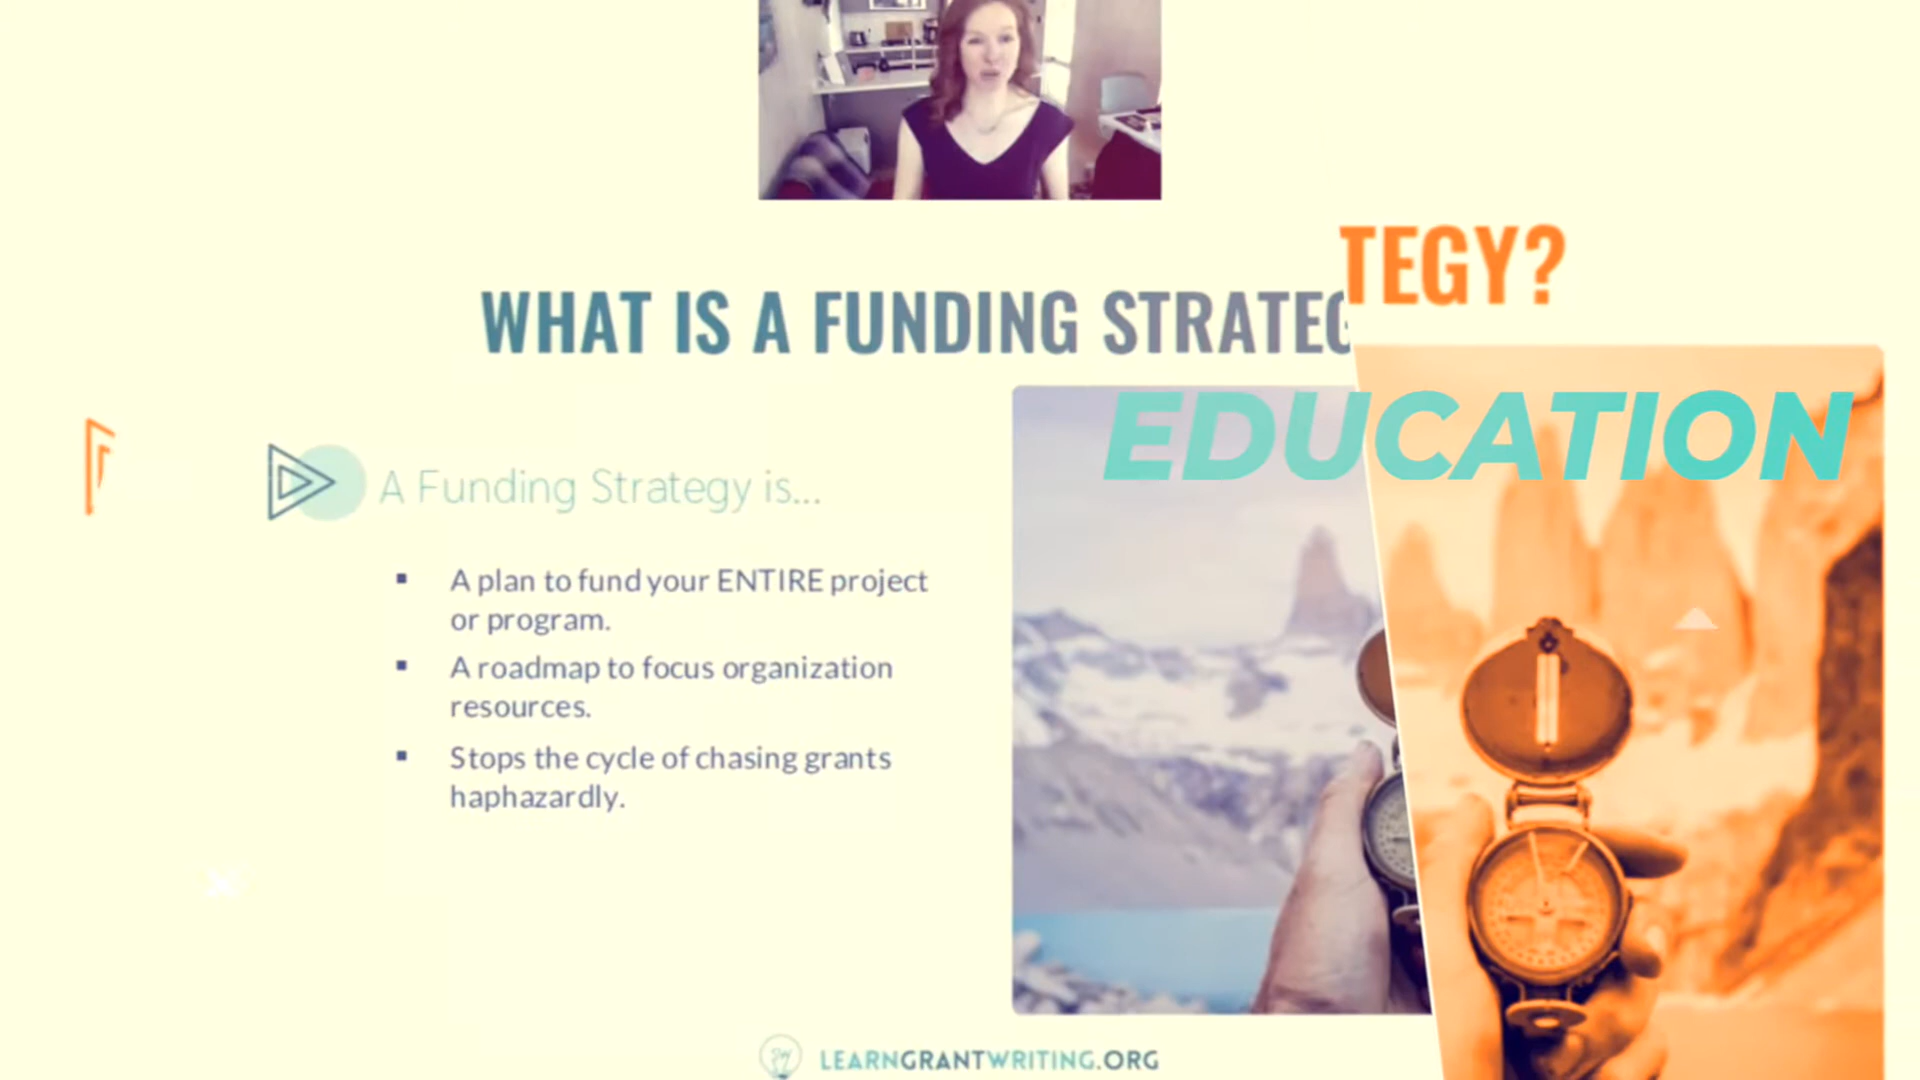 TEGY?
WHAT IS A FUNDING STRATEG
EDUCATION
A Funding Strategy is...
▪ A plan to fund your ENTIRE project
or program.
▪ A roadmap to focus organization
resources.
▪ Stops the cycle of chasing grants
haphazardly.
LEARNGRANTWRITING.ORG